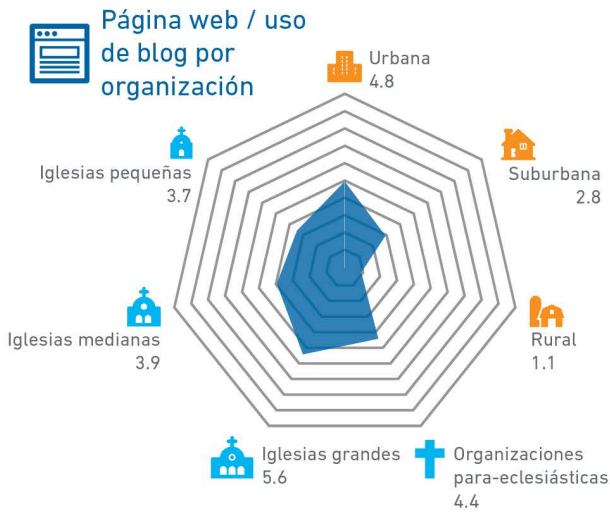 Página web / uso
de blog por
organización
Urbana
4.8
Suburbana
2.8
Rural
1.1
Organizaciones
para-eclesiásticas
4.4
Iglesias grandes
5.6
Iglesias medianas
3.9
Iglesias pequeñas
3.7